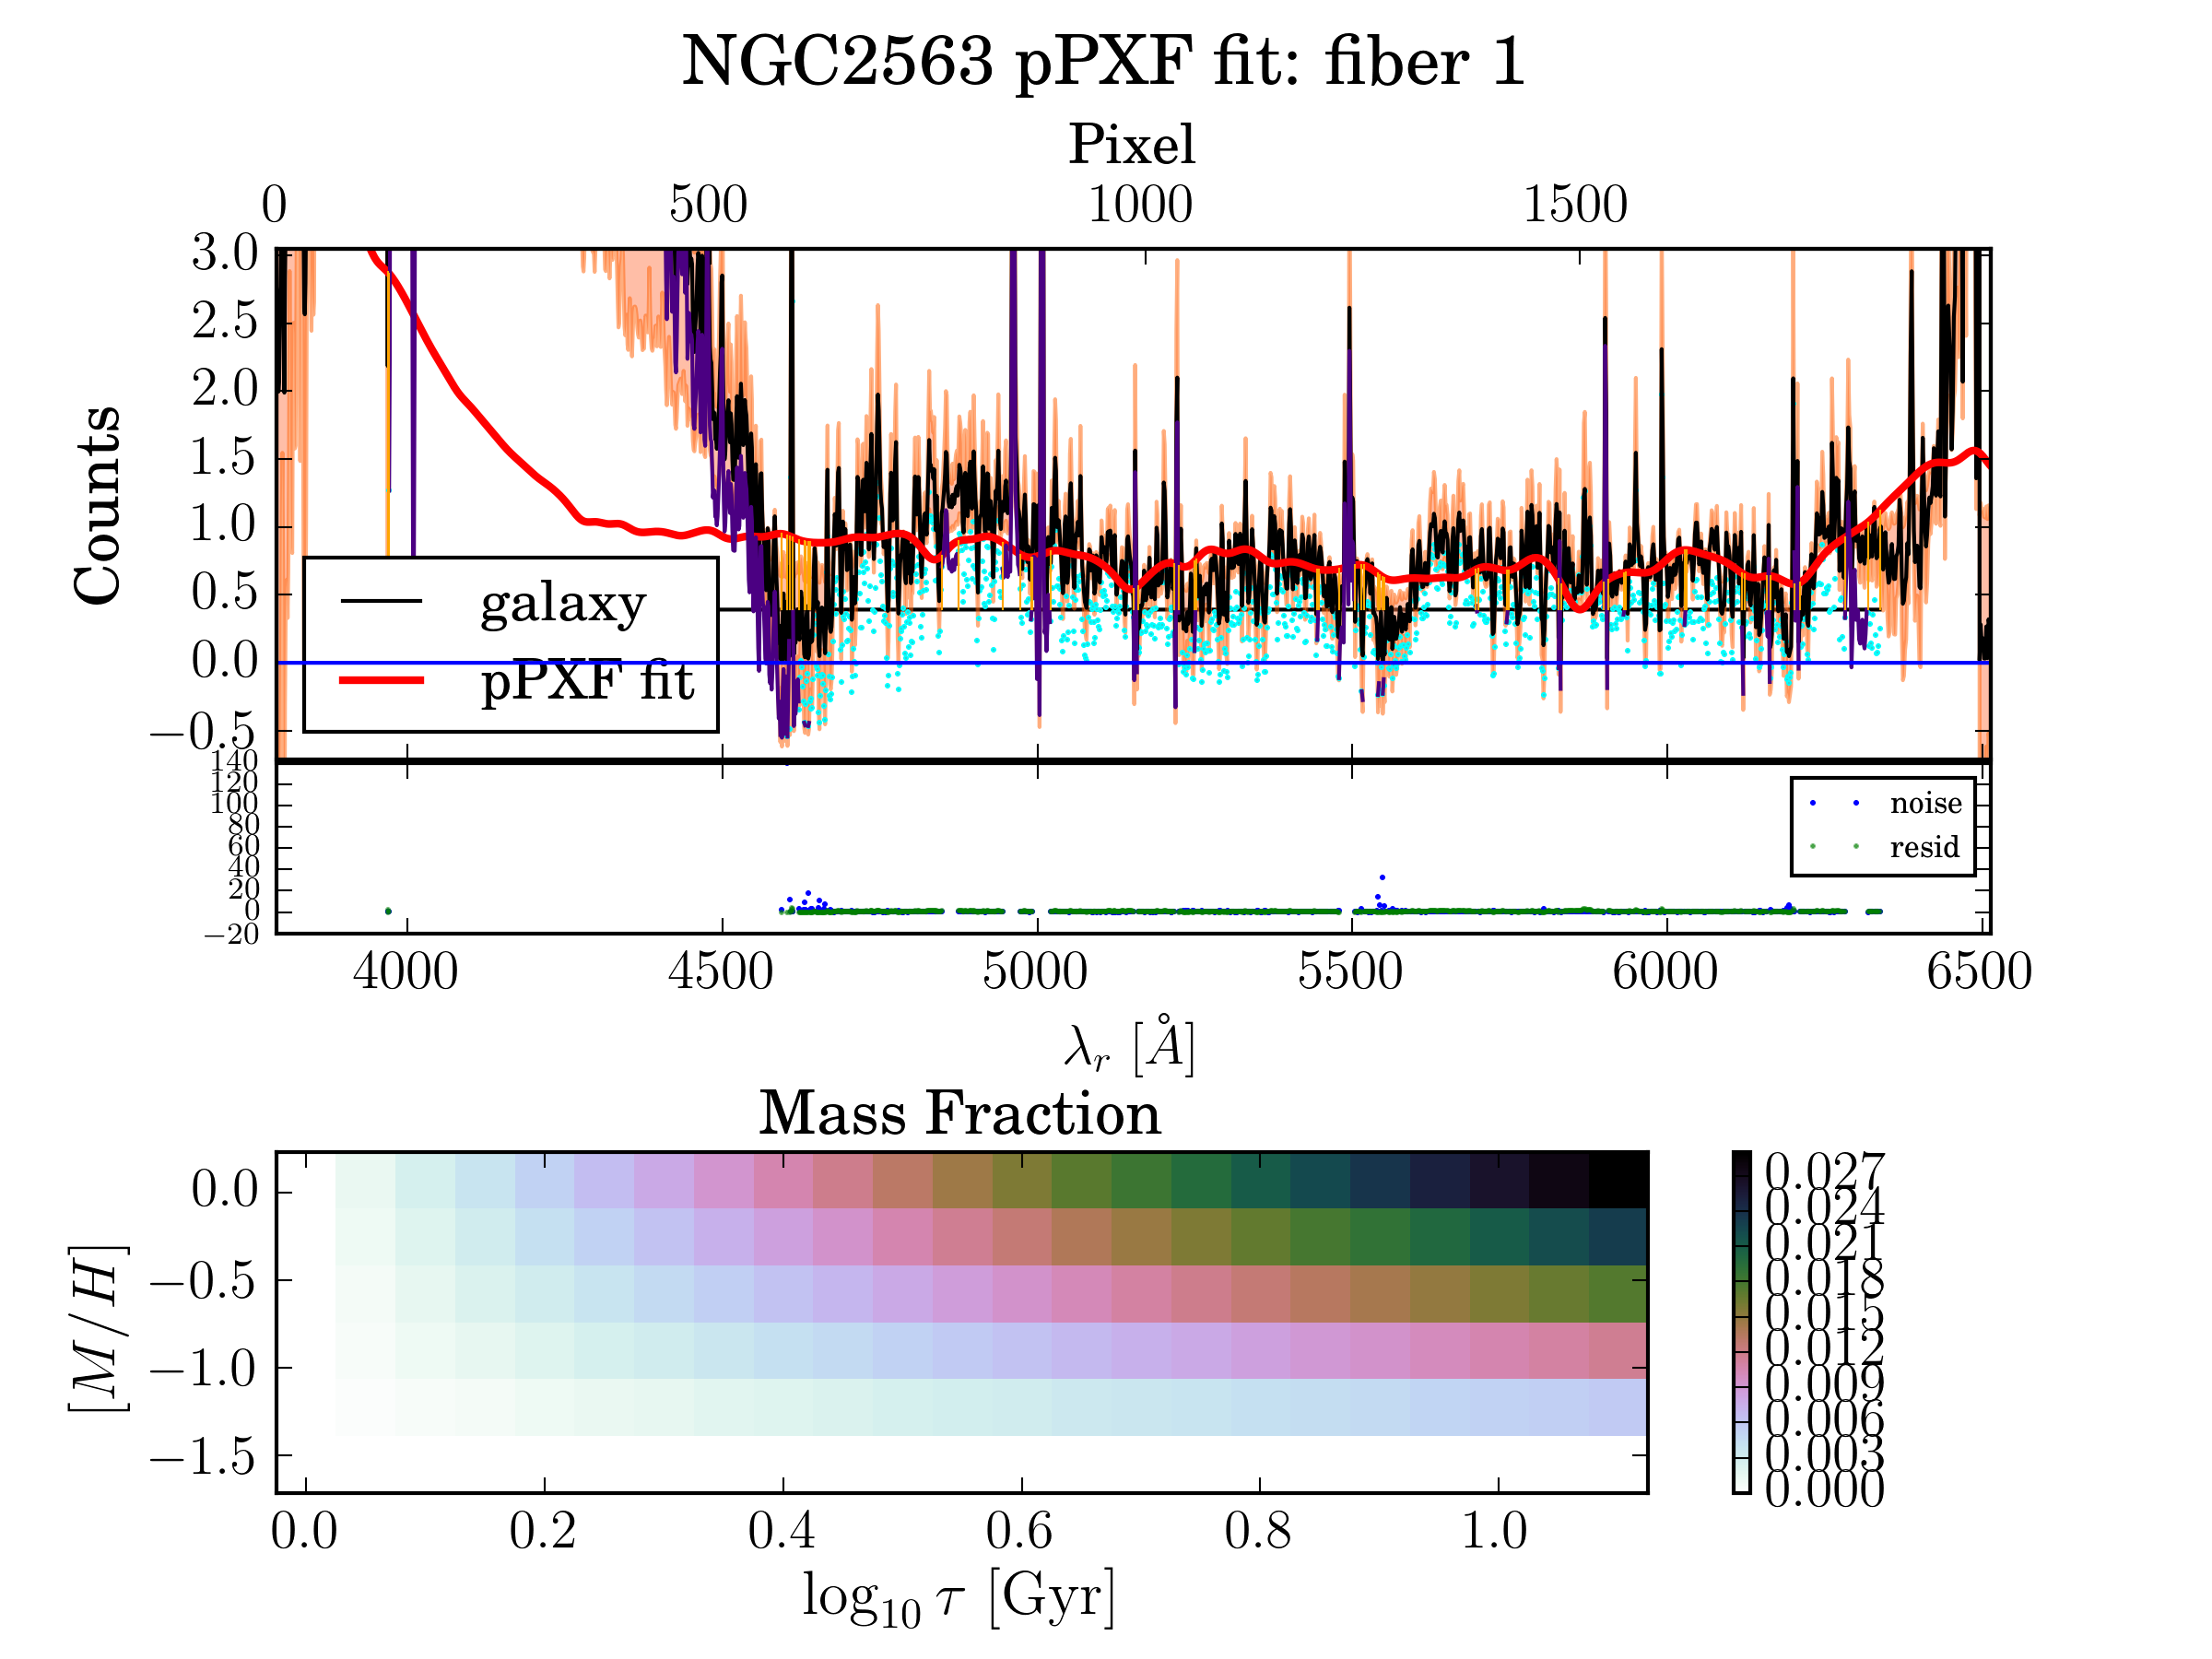 NGC2563 pPXF fit: fiber 1
Pixel
0 500 1000 1500
3.0
2.5
2.0
1.5
1.0
0.5
0.0
−0.5
Counts
galaxy
pPXF fit
140
120
100
80
60
40
20
0
−20
noise
resid
4000 4500 5000 5500 6000 6500
λr [Å]
Mass Fraction
0.0
−0.5
−1.0
−1.5
[M/H]
0.0 0.2 0.4 0.6 0.8 1.0
log10 τ [Gyr]
0.027
0.024
0.021
0.018
0.015
0.012
0.009
0.006
0.003
0.000